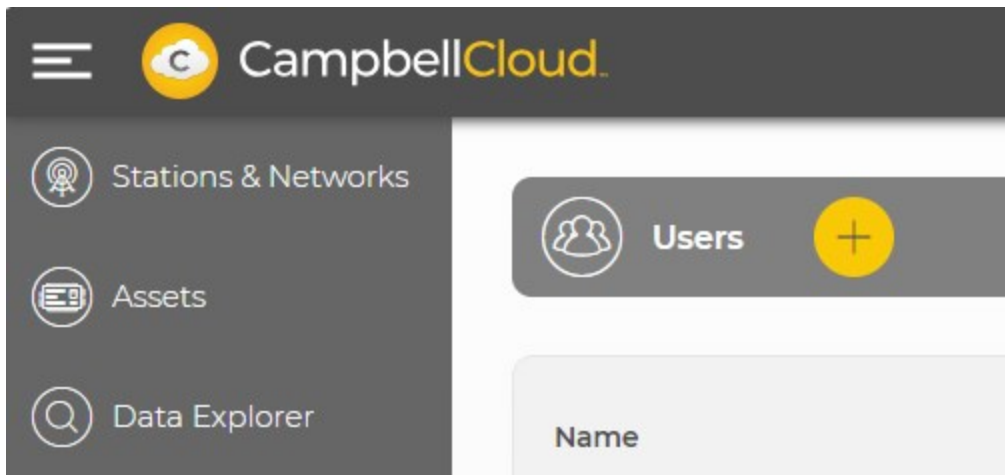 CampbellCloud
Stations & Networks
Assets
Data Explorer
Users
Name